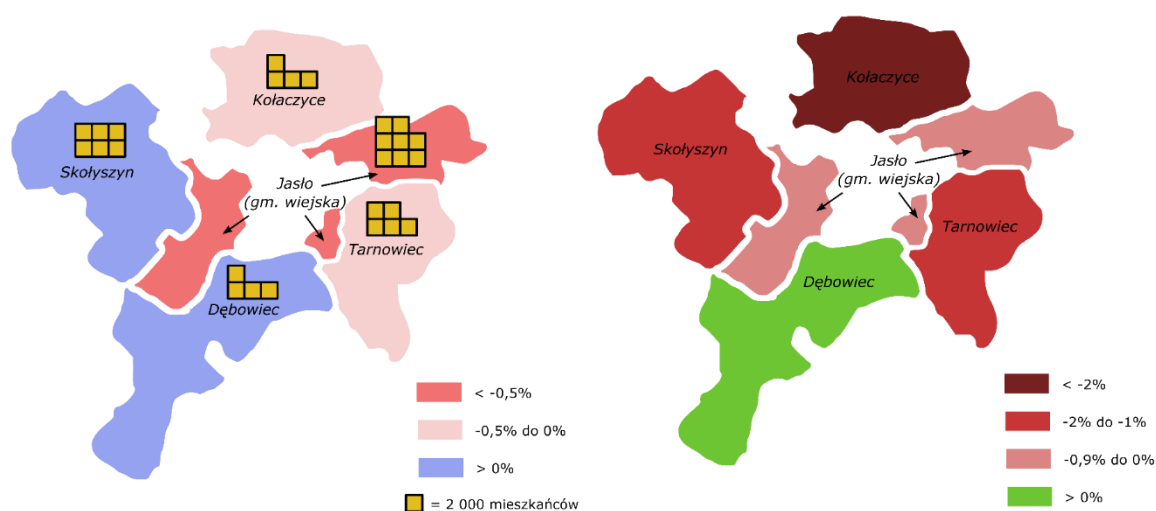 Kołaczyce
Skołyszyn
Jasło
(gm. wiejska)
Tarnowiec
Dębowiec
< -0,5%
-0,5% do 0%
> 0%
= 2 000 mieszkańców
Kołaczyce
Skołyszyn
Jasło
(gm. wiejska)
Tarnowiec
Dębowiec
< -2%
-2% do -1%
-0,9% do 0%
> 0%